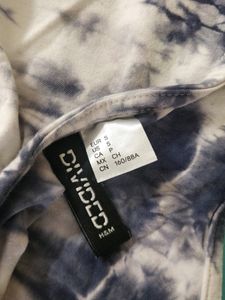 EUR S
US S
CA P
MX CH
CN 160/88A
DIVIDED
H&M